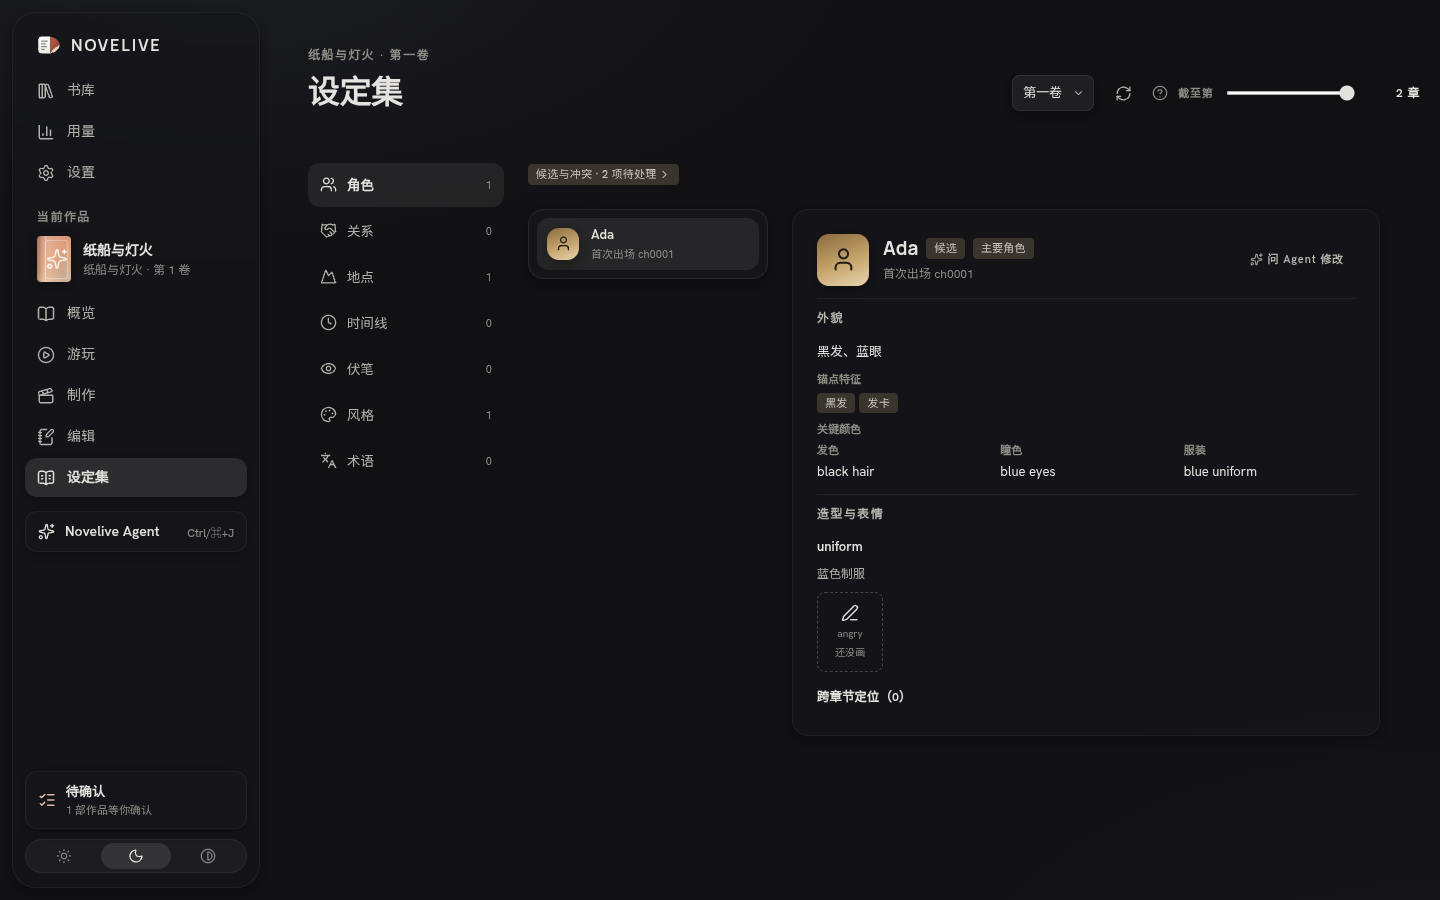 NOVELIVE
书库
用量
设置
当前作品
纸船与灯火
纸船与灯火 · 第 1 卷
概览
游玩
制作
编辑
设定集
Novelive Agent
Ctrl/⌘+J
待确认
1 部作品等你确认
纸船与灯火 · 第一卷
设定集
第一卷
截至第
2 章
角色
1
关系
0
地点
1
时间线
0
伏笔
0
风格
1
术语
0
候选与冲突 · 2 项待处理
Ada
首次出场 ch0001
Ada
候选
主要角色
首次出场 ch0001
问 Agent 修改
外貌
黑发、蓝眼
锚点特征
黑发
发卡
关键颜色
发色
瞳色
服装
black hair
blue eyes
blue uniform
造型与表情
uniform
蓝色制服
angry
还没画
跨章节定位（0）